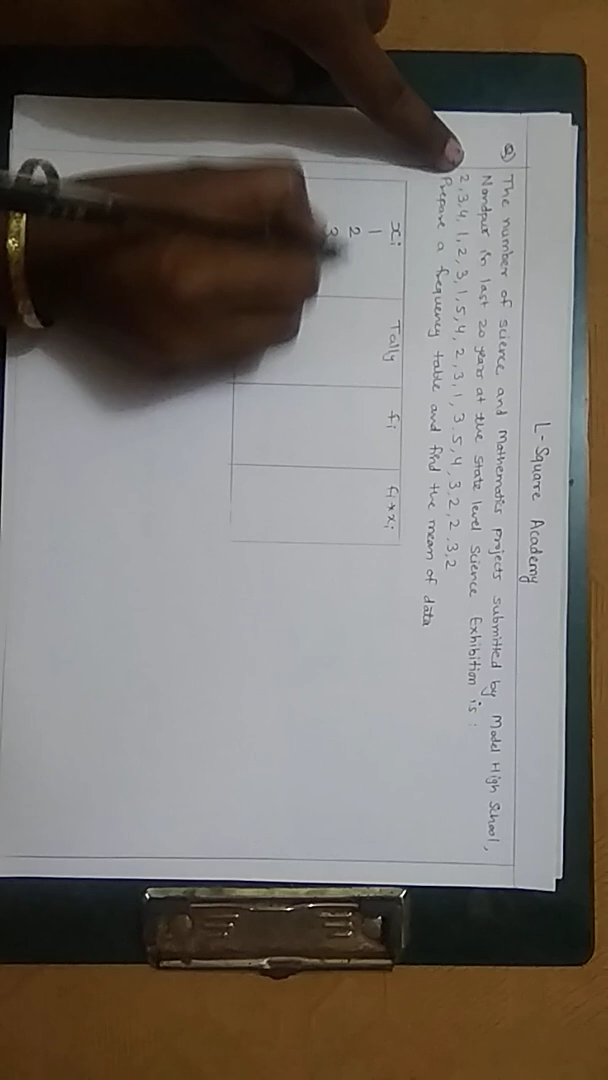 L-Square Academy
Q) The number of science and Mathematics Projects submitted by Model High School,
Nandpur in last 20 years at the state level Science Exhibition is :
2,3,4,1,2,3,1,5,4,2,3,1,3,5,4,3,2,2,3,2
Prepare a frequency table and find the mean of data
xi Tally fi fi*xi
1
2
3